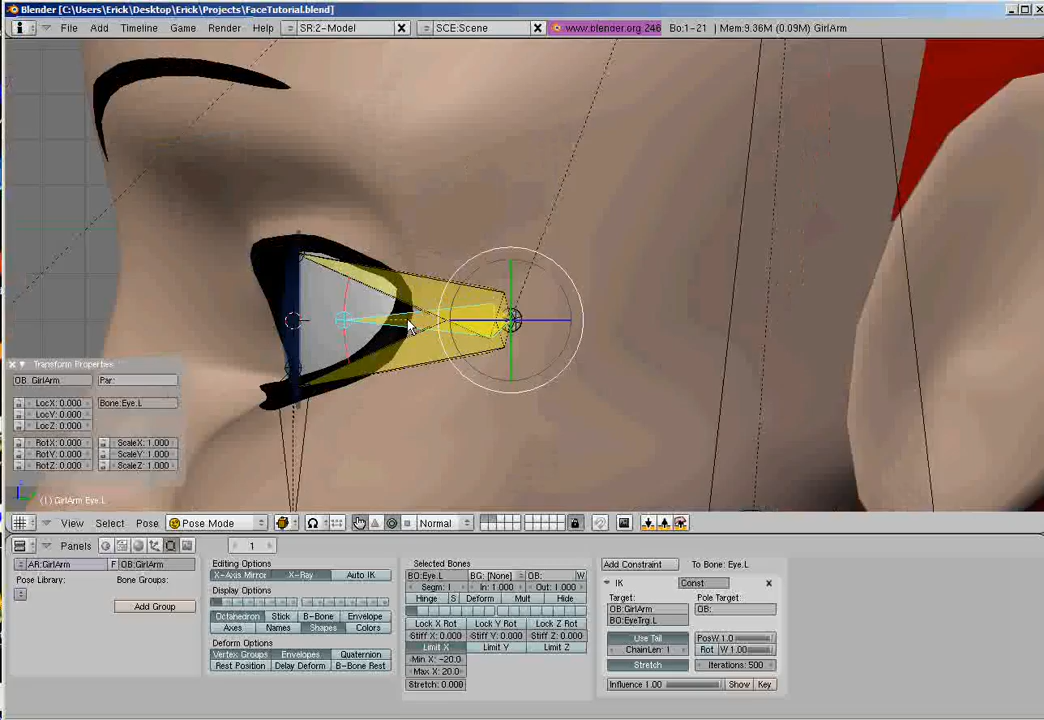 Blender [C:\Users\Erick\Desktop\Erick\Projects\FaceTutorial.blend]
File Add Timeline Game Render Help SR:2-Model SCE:Scene www.blender.org 246 Bo:1-21 | Mem:9.36M (0.09M) GirlArm
Transform Properties
OB: GirlArm Par:
LocX: 0.000 Bone:Eye.L
LocY: 0.000
LocZ: 0.000
RotX: 0.000 ScaleX: 1.000
RotY: 0.000 ScaleY: 1.000
RotZ: 0.000 ScaleZ: 1.000
(1) GirlArm Eye.L
View Select Pose Pose Mode Normal
Panels 1
AR:GirlArm F OB:GirlArm
Pose Library: Bone Groups:
Add Group
Editing Options
X-Axis Mirror X-Ray Auto IK
Display Options
Octahedron Stick B-Bone Envelope
Axes Names Shapes Colors
Deform Options
Vertex Groups Envelopes Quaternion
Rest Position Delay Deform B-Bone Rest
Selected Bones
BO:Eye.L BG: [None] OB: W
Segm: 1 In: 1.000 Out: 1.000
Hinge S Deform Mult Hide
Lock X Rot Lock Y Rot Lock Z Rot
Stiff X: 0.000 Stiff Y: 0.000 Stiff Z: 0.000
Limit X Limit Y Limit Z
Min X: -20.0
Max X: 20.0
Stretch: 0.000
Add Constraint To Bone: Eye.L
IK Const
Target: Pole Target:
OB:GirlArm OB:
BO:EyeTrg.L
Use Tail PosW 1.0
ChainLen: 1 Rot W 1.00
Stretch Iterations: 500
Influence 1.00 Show Key